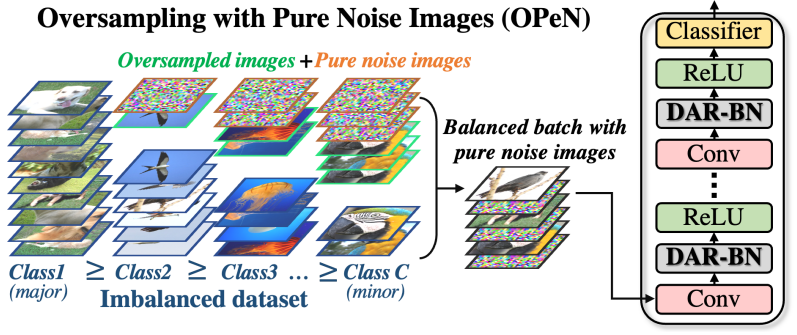 Oversampling with Pure Noise Images (OPeN)
Oversampled images + Pure noise images
Balanced batch with
pure noise images
Class1 ≥ Class2 ≥ Class3 ... ≥ Class C
(major)
(minor)
Imbalanced dataset
Classifier
ReLU
DAR-BN
Conv
⋮
ReLU
DAR-BN
Conv